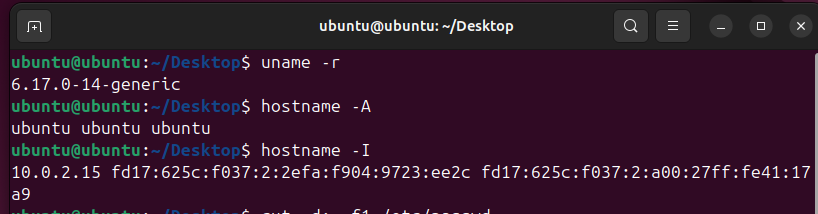 ubuntu@ubuntu: ~/Desktop
ubuntu@ubuntu:~/Desktop$ uname -r
6.17.0-14-generic
ubuntu@ubuntu:~/Desktop$ hostname -A
ubuntu ubuntu ubuntu
ubuntu@ubuntu:~/Desktop$ hostname -I
10.0.2.15 fd17:625c:f037:2:2efa:f904:9723:ee2c fd17:625c:f037:2:a00:27ff:fe41:17
a9